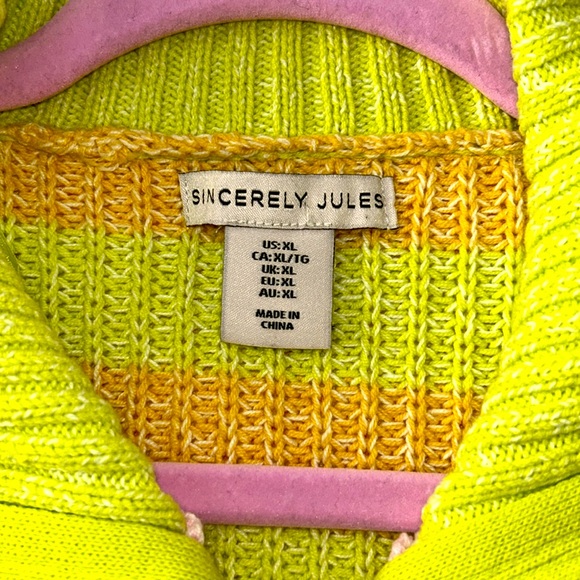 SINCERELY JULES
US: XL
CA: XL/TG
UK: XL
EU: XL
AU: XL
MADE IN
CHINA